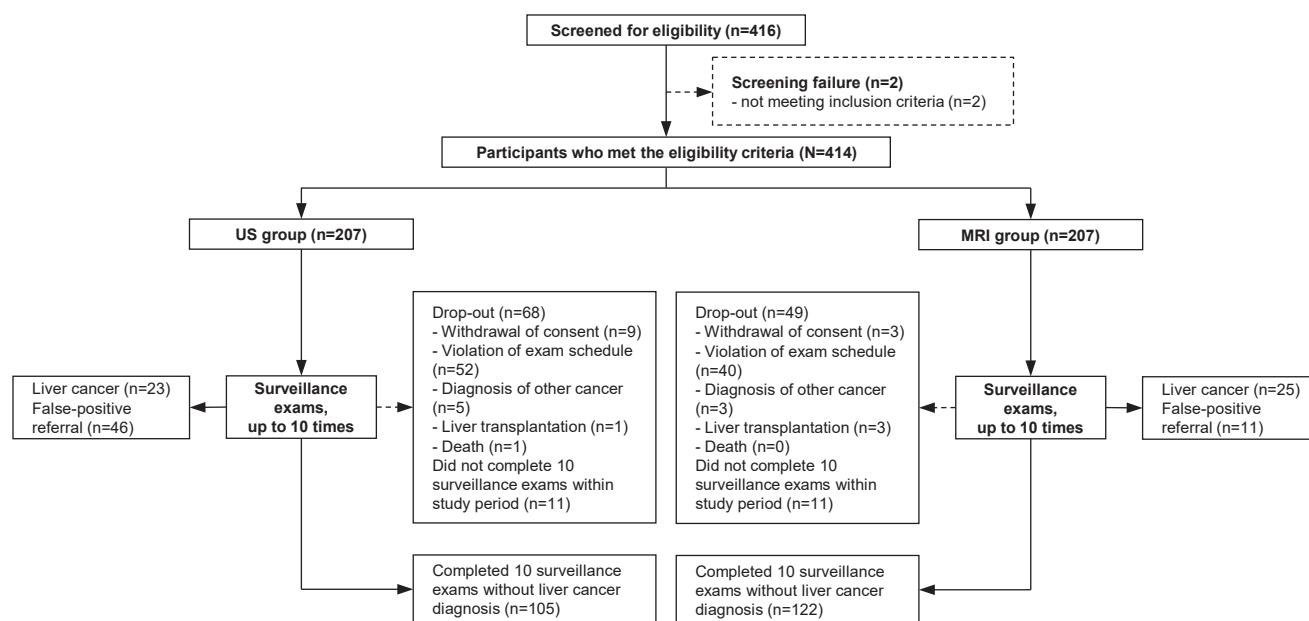 Screened for eligibility (n=416)
Screening failure (n=2)
- not meeting inclusion criteria (n=2)
Participants who met the eligibility criteria (N=414)
US group (n=207)
MRI group (n=207)
Liver cancer (n=23)
False-positive
referral (n=46)
Surveillance
exams,
up to 10 times
Drop-out (n=68)
- Withdrawal of consent (n=9)
- Violation of exam schedule
(n=52)
- Diagnosis of other cancer
(n=5)
- Liver transplantation (n=1)
- Death (n=1)
Did not complete 10
surveillance exams within
study period (n=11)
Drop-out (n=49)
- Withdrawal of consent (n=3)
- Violation of exam schedule
(n=40)
- Diagnosis of other cancer
(n=3)
- Liver transplantation (n=3)
- Death (n=0)
Did not complete 10
surveillance exams within
study period (n=11)
Surveillance
exams,
up to 10 times
Liver cancer (n=25)
False-positive
referral (n=11)
Completed 10 surveillance
exams without liver cancer
diagnosis (n=105)
Completed 10 surveillance
exams without liver cancer
diagnosis (n=122)